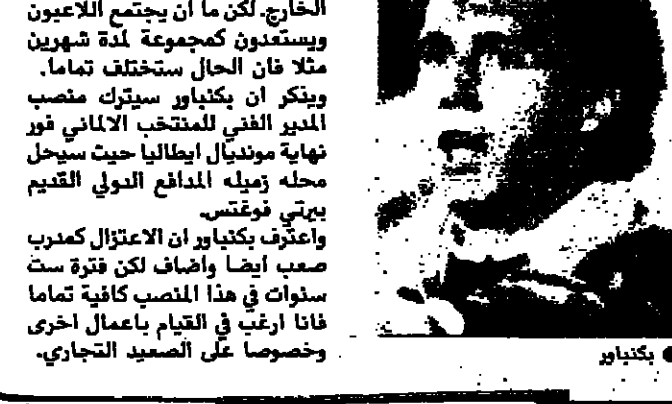 الخارج. لكن ما ان يجتمع اللاعبون
ويستعدون كمجموعة لمدة شهرين
مثلا فان الحال ستختلف تماما.
ويذكر ان بكنباور سيترك منصب
المدير الفني للمنتخب الالماني فور
نهاية مونديال ايطاليا حيث سيحل
محله زميله المدافع الدولي القديم
بيرتي فوغتس.
واعترف بكنباور ان الاعتزال كمدرب
صعب ايضا واضاف لكن فترة ست
سنوات في هذا المنصب كافية تماما
فانا ارغب في القيام باعمال اخرى
وخصوصا على الصعيد التجاري.
● بكنباور